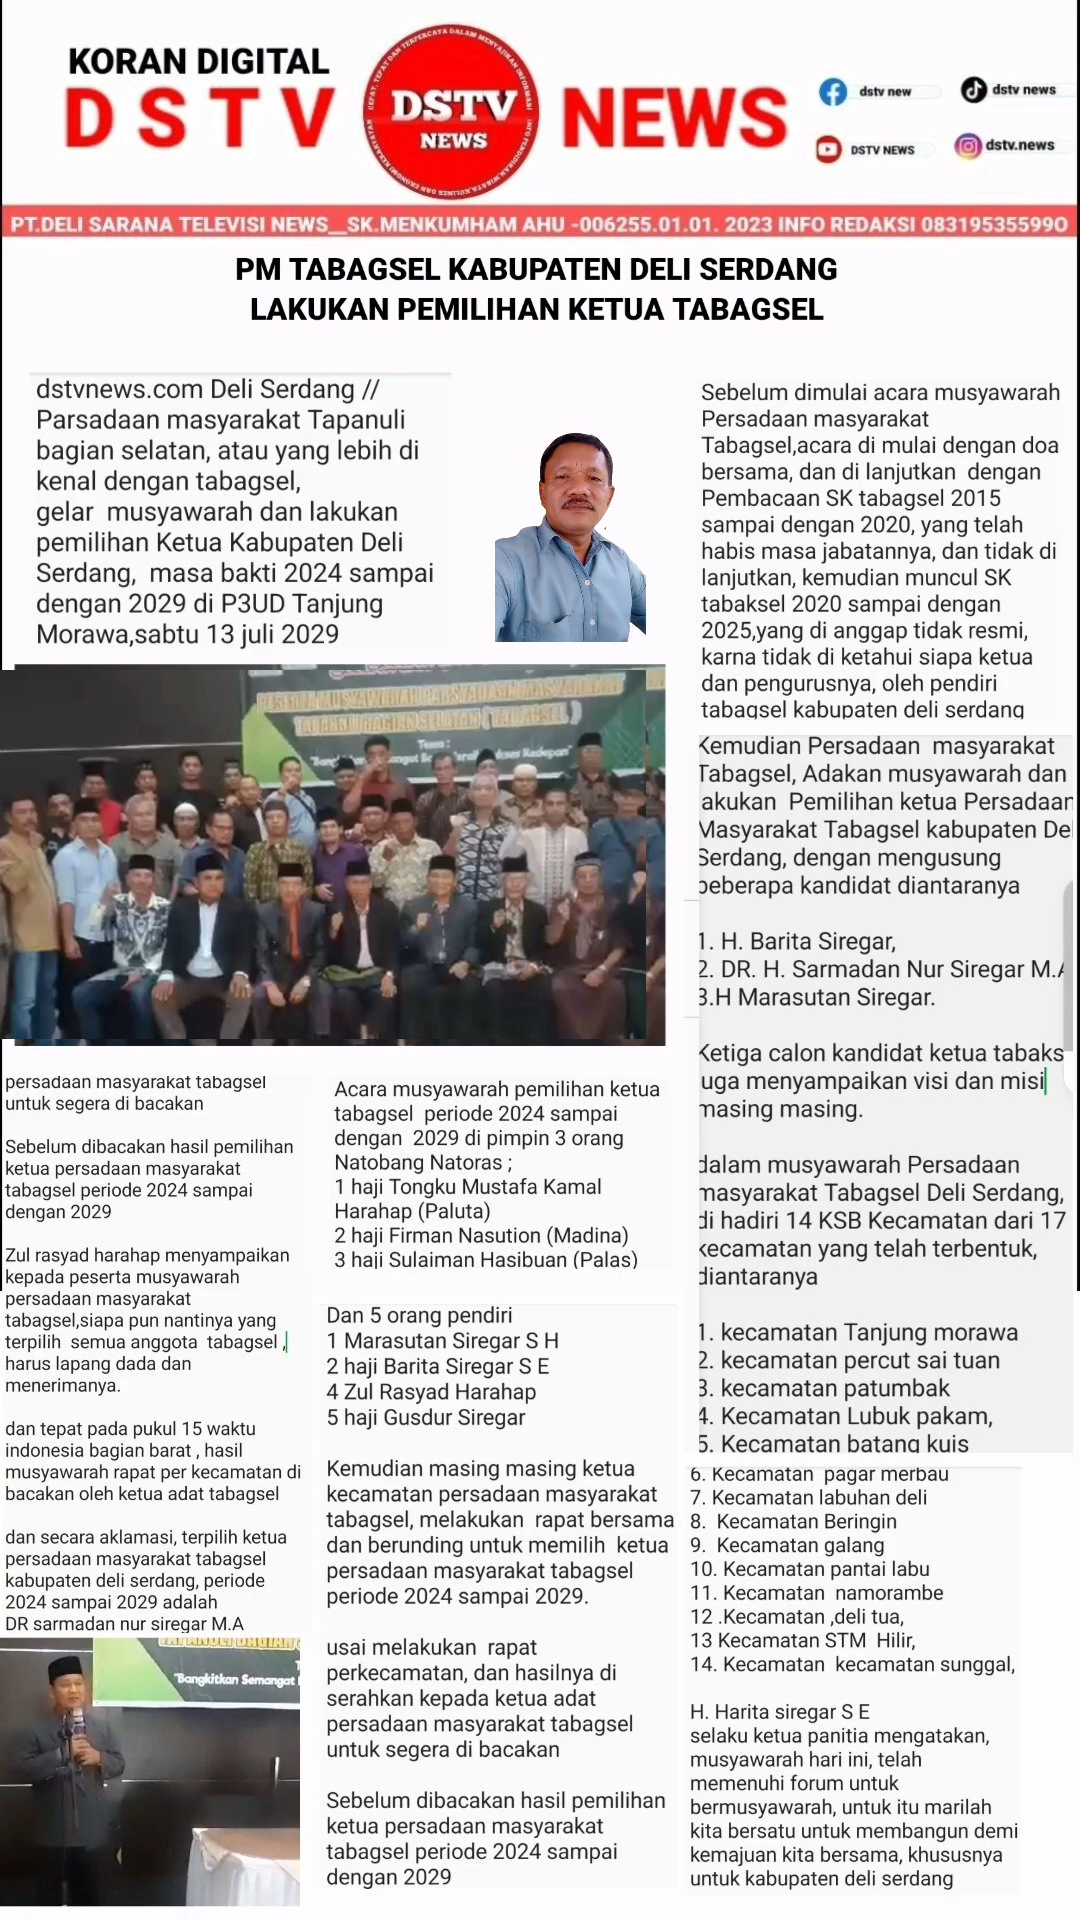 KORAN DIGITAL
DSTV
CEPAT, TEPAT DAN TERPERCAYA DALAM MENYAJIKAN INFORMASI
DSTV
NEWS
NEWS
dstv new
dstv news
DSTV NEWS
dstv.news
PT.DELI SARANA TELEVISI NEWS__SK.MENKUMHAM AHU -006255.01.01. 2023 INFO REDAKSI 083195355990
PM TABAGSEL KABUPATEN DELI SERDANG
LAKUKAN PEMILIHAN KETUA TABAGSEL
dstvnews.com Deli Serdang //
Parsadaan masyarakat Tapanuli
bagian selatan, atau yang lebih di
kenal dengan tabagsel,
gelar musyawarah dan lakukan
pemilihan Ketua Kabupaten Deli
Serdang, masa bakti 2024 sampai
dengan 2029 di P3UD Tanjung
Morawa,sabtu 13 juli 2029
Sebelum dimulai acara musyawarah
Persadaan masyarakat
Tabagsel,acara di mulai dengan doa
bersama, dan di lanjutkan dengan
Pembacaan SK tabagsel 2015
sampai dengan 2020, yang telah
habis masa jabatannya, dan tidak di
lanjutkan, kemudian muncul SK
tabaksel 2020 sampai dengan
2025,yang di anggap tidak resmi,
karna tidak di ketahui siapa ketua
dan pengurusnya, oleh pendiri
tabagsel kabupaten deli serdang
Kemudian Persadaan masyarakat
Tabagsel, Adakan musyawarah dan
lakukan Pemilihan ketua Persadaan
Masyarakat Tabagsel kabupaten Del
Serdang, dengan mengusung
beberapa kandidat diantaranya
1. H. Barita Siregar,
2. DR. H. Sarmadan Nur Siregar M.A
3.H Marasutan Siregar.
Ketiga calon kandidat ketua tabaks
juga menyampaikan visi dan misi
masing masing.
dalam musyawarah Persadaan
masyarakat Tabagsel Deli Serdang,
di hadiri 14 KSB Kecamatan dari 17
kecamatan yang telah terbentuk,
diantaranya
1. kecamatan Tanjung morawa
2. kecamatan percut sai tuan
3. kecamatan patumbak
4. Kecamatan Lubuk pakam,
5. Kecamatan batang kuis
6. Kecamatan pagar merbau
7. Kecamatan labuhan deli
8. Kecamatan Beringin
9. Kecamatan galang
10. Kecamatan pantai labu
11. Kecamatan namorambe
12 .Kecamatan ,deli tua,
13 Kecamatan STM Hilir,
14. Kecamatan kecamatan sunggal,
H. Harita siregar S E
selaku ketua panitia mengatakan,
musyawarah hari ini, telah
memenuhi forum untuk
bermusyawarah, untuk itu marilah
kita bersatu untuk membangun demi
kemajuan kita bersama, khususnya
untuk kabupaten deli serdang
TAPANULI BAGIAN SELATAN ( TABAGSEL )
Tema :
Acara musyawarah pemilihan ketua
tabagsel periode 2024 sampai
dengan 2029 di pimpin 3 orang
Natobang Natoras ;
1 haji Tongku Mustafa Kamal
Harahap (Paluta)
2 haji Firman Nasution (Madina)
3 haji Sulaiman Hasibuan (Palas)
Dan 5 orang pendiri
1 Marasutan Siregar S H
2 haji Barita Siregar S E
4 Zul Rasyad Harahap
5 haji Gusdur Siregar
Kemudian masing masing ketua
kecamatan persadaan masyarakat
tabagsel, melakukan rapat bersama
dan berunding untuk memilih ketua
persadaan masyarakat tabagsel
periode 2024 sampai 2029.
usai melakukan rapat
perkecamatan, dan hasilnya di
serahkan kepada ketua adat
persadaan masyarakat tabagsel
untuk segera di bacakan
Sebelum dibacakan hasil pemilihan
ketua persadaan masyarakat
tabagsel periode 2024 sampai
dengan 2029
persadaan masyarakat tabagsel
untuk segera di bacakan
Sebelum dibacakan hasil pemilihan
ketua persadaan masyarakat
tabagsel periode 2024 sampai
dengan 2029
Zul rasyad harahap menyampaikan
kepada peserta musyawarah
persadaan masyarakat
tabagsel,siapa pun nantinya yang
terpilih semua anggota tabagsel ,
harus lapang dada dan
menerimanya.
dan tepat pada pukul 15 waktu
indonesia bagian barat , hasil
musyawarah rapat per kecamatan di
bacakan oleh ketua adat tabagsel
dan secara aklamasi, terpilih ketua
persadaan masyarakat tabagsel
kabupaten deli serdang, periode
2024 sampai 2029 adalah
DR sarmadan nur siregar M.A
TAPANULI BAGIAN
"Bangkitkan Semangat